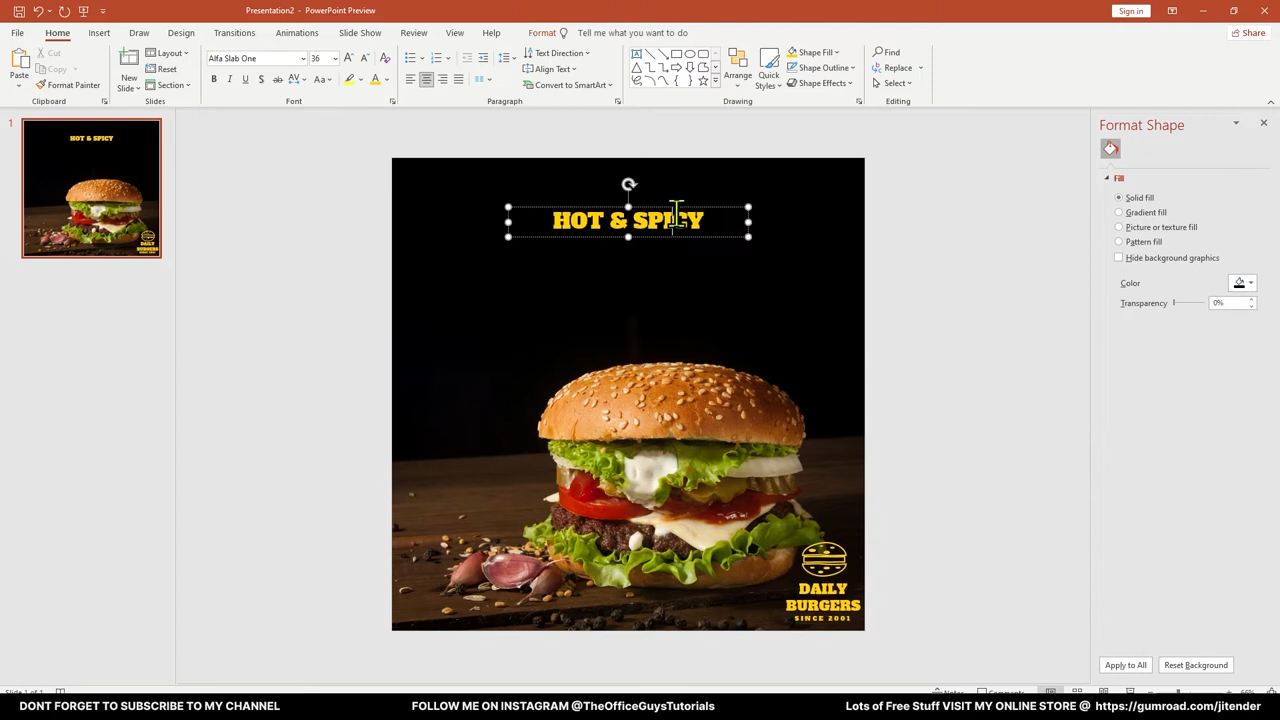 Presentation2 - PowerPoint Preview
Sign in
File
Home
Insert
Draw
Design
Transitions
Animations
Slide Show
Review
View
Help
Format
Tell me what you want to do
Share
Paste
Cut
Copy
Format Painter
Clipboard
New
Slide
Layout
Reset
Section
Slides
Alfa Slab One
36
Font
Text Direction
Align Text
Convert to SmartArt
Paragraph
Arrange
Quick
Styles
Shape Fill
Shape Outline
Shape Effects
Drawing
Find
Replace
Select
Editing
1
HOT & SPICY
DAILY
BURGERS
HOT & SPICY
DAILY
BURGERS
SINCE 2001
Format Shape
Fill
Solid fill
Gradient fill
Picture or texture fill
Pattern fill
Hide background graphics
Color
Transparency
0%
Apply to All
Reset Background
DONT FORGET TO SUBSCRIBE TO MY CHANNEL
FOLLOW ME ON INSTAGRAM @TheOfficeGuysTutorials
Lots of Free Stuff VISIT MY ONLINE STORE @ https://gumroad.com/jitender